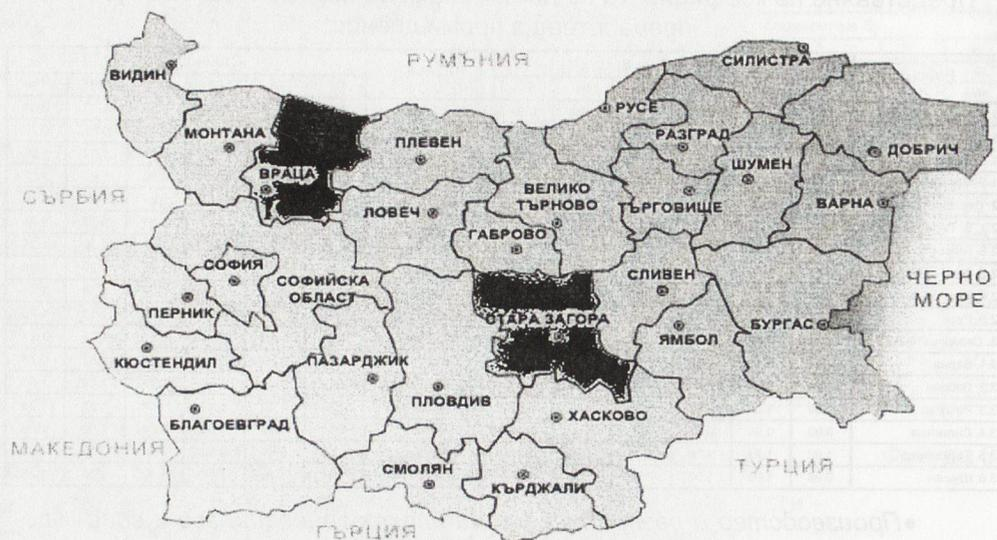 РУМЪНИЯ
СИЛИСТРА
ВИДИН
РУСЕ
МОНТАНА
ПЛЕВЕН
РАЗГРАД
ДОБРИЧ
ШУМЕН
ВРАЦА
ВЕЛИКО
ТЪРНОВО
СЪРБИЯ
ЛОВЕЧ
ТЪРГОВИЩЕ
ВАРНА
ГАБРОВО
СОФИЯ
СОФИЙСКА
ОБЛАСТ
СЛИВЕН
ЧЕРНО
МОРЕ
ПЕРНИК
СТАРА ЗАГОРА
БУРГАС
ЯМБОЛ
КЮСТЕНДИЛ
ПАЗАРДЖИК
ПЛОВДИВ
ХАСКОВО
БЛАГОЕВГРАД
МАКЕДОНИЯ
СМОЛЯН
ТУРЦИЯ
КЪРДЖАЛИ
ГЪРЦИЯ